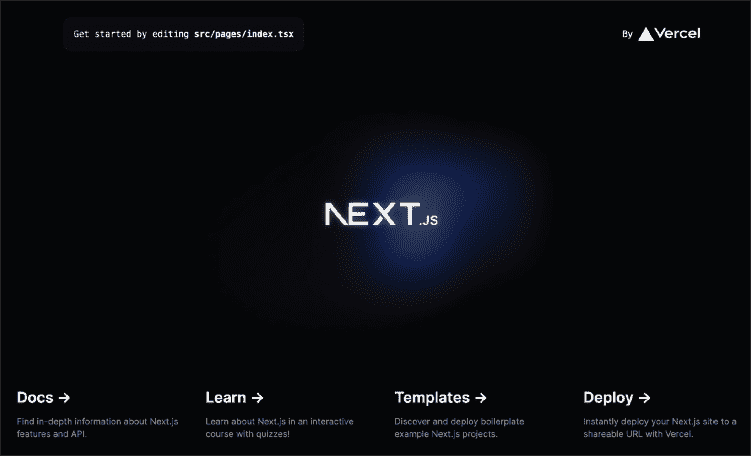 Get started by editing src/pages/index.tsx
By Vercel
NEXT.JS
Docs ->
Find in-depth information about Next.js
features and API.
Learn ->
Learn about Next.js in an interactive
course with quizzes!
Templates ->
Discover and deploy boilerplate
example Next.js projects.
Deploy ->
Instantly deploy your Next.js site to a
shareable URL with Vercel.